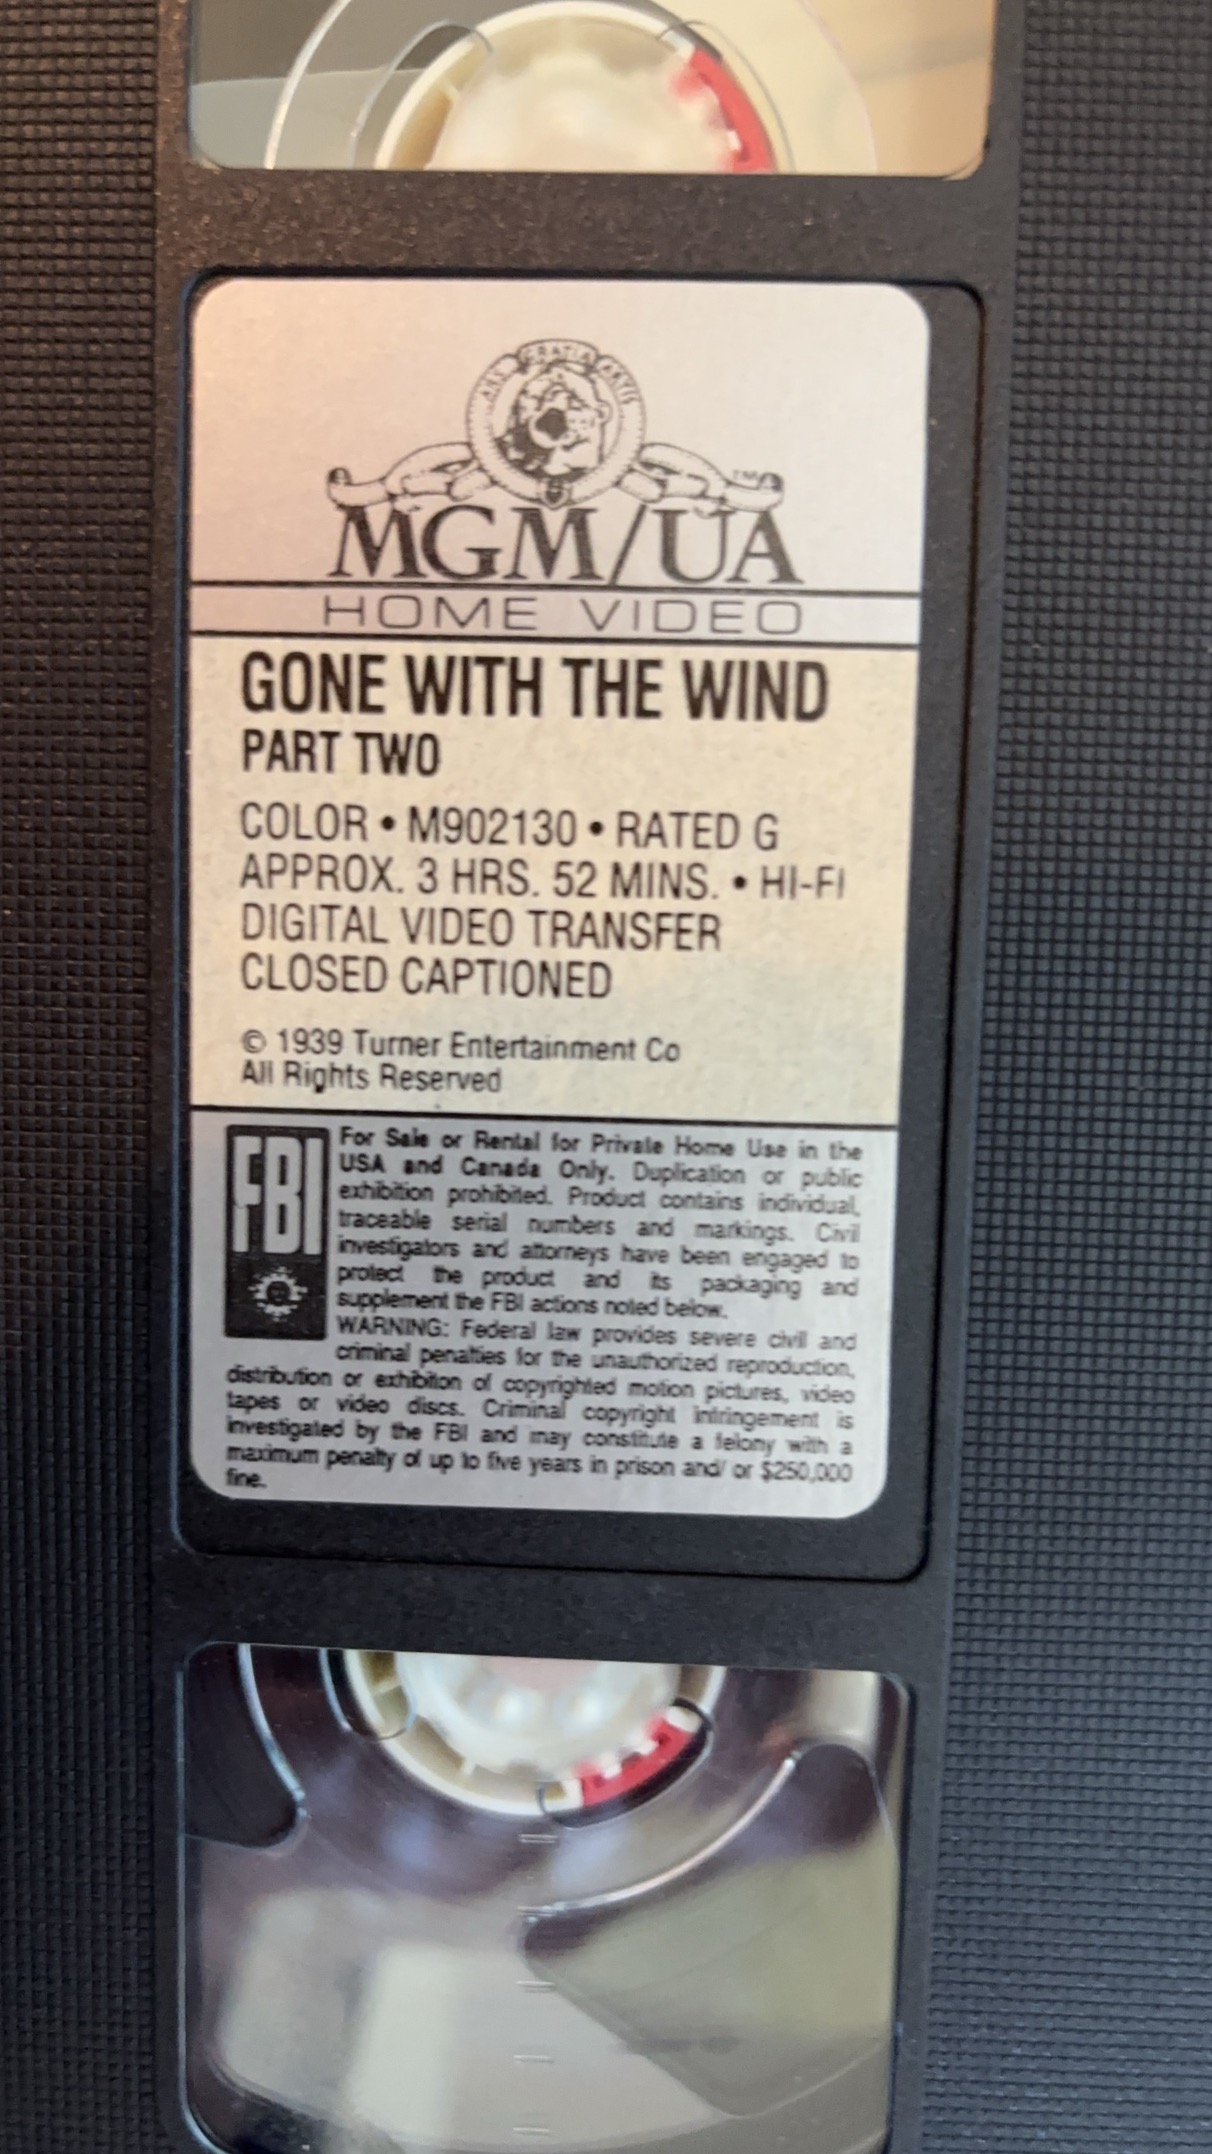 ARS GRATIA ARTIS
TM
MGM/UA
HOME VIDEO
GONE WITH THE WIND
PART TWO
COLOR • M902130 • RATED G
APPROX. 3 HRS. 52 MINS. • HI-FI
DIGITAL VIDEO TRANSFER
CLOSED CAPTIONED
© 1939 Turner Entertainment Co
All Rights Reserved
FBI
For Sale or Rental for Private Home Use in the
USA and Canada Only. Duplication or public
exhibition prohibited. Product contains individual,
traceable serial numbers and markings. Civil
investigators and attorneys have been engaged to
protect the product and its packaging and
supplement the FBI actions noted below.
WARNING: Federal law provides severe civil and
criminal penalties for the unauthorized reproduction,
distribution or exhibition of copyrighted motion pictures, video
tapes or video discs. Criminal copyright infringement is
investigated by the FBI and may constitute a felony with a
maximum penalty of up to five years in prison and/ or $250,000
fine.